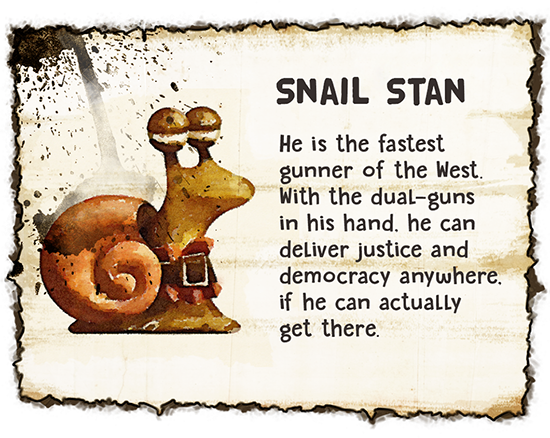 SNAIL STAN
He is the fastest
gunner of the West.
With the dual-guns
in his hand, he can
deliver justice and
democracy anywhere,
if he can actually
get there.